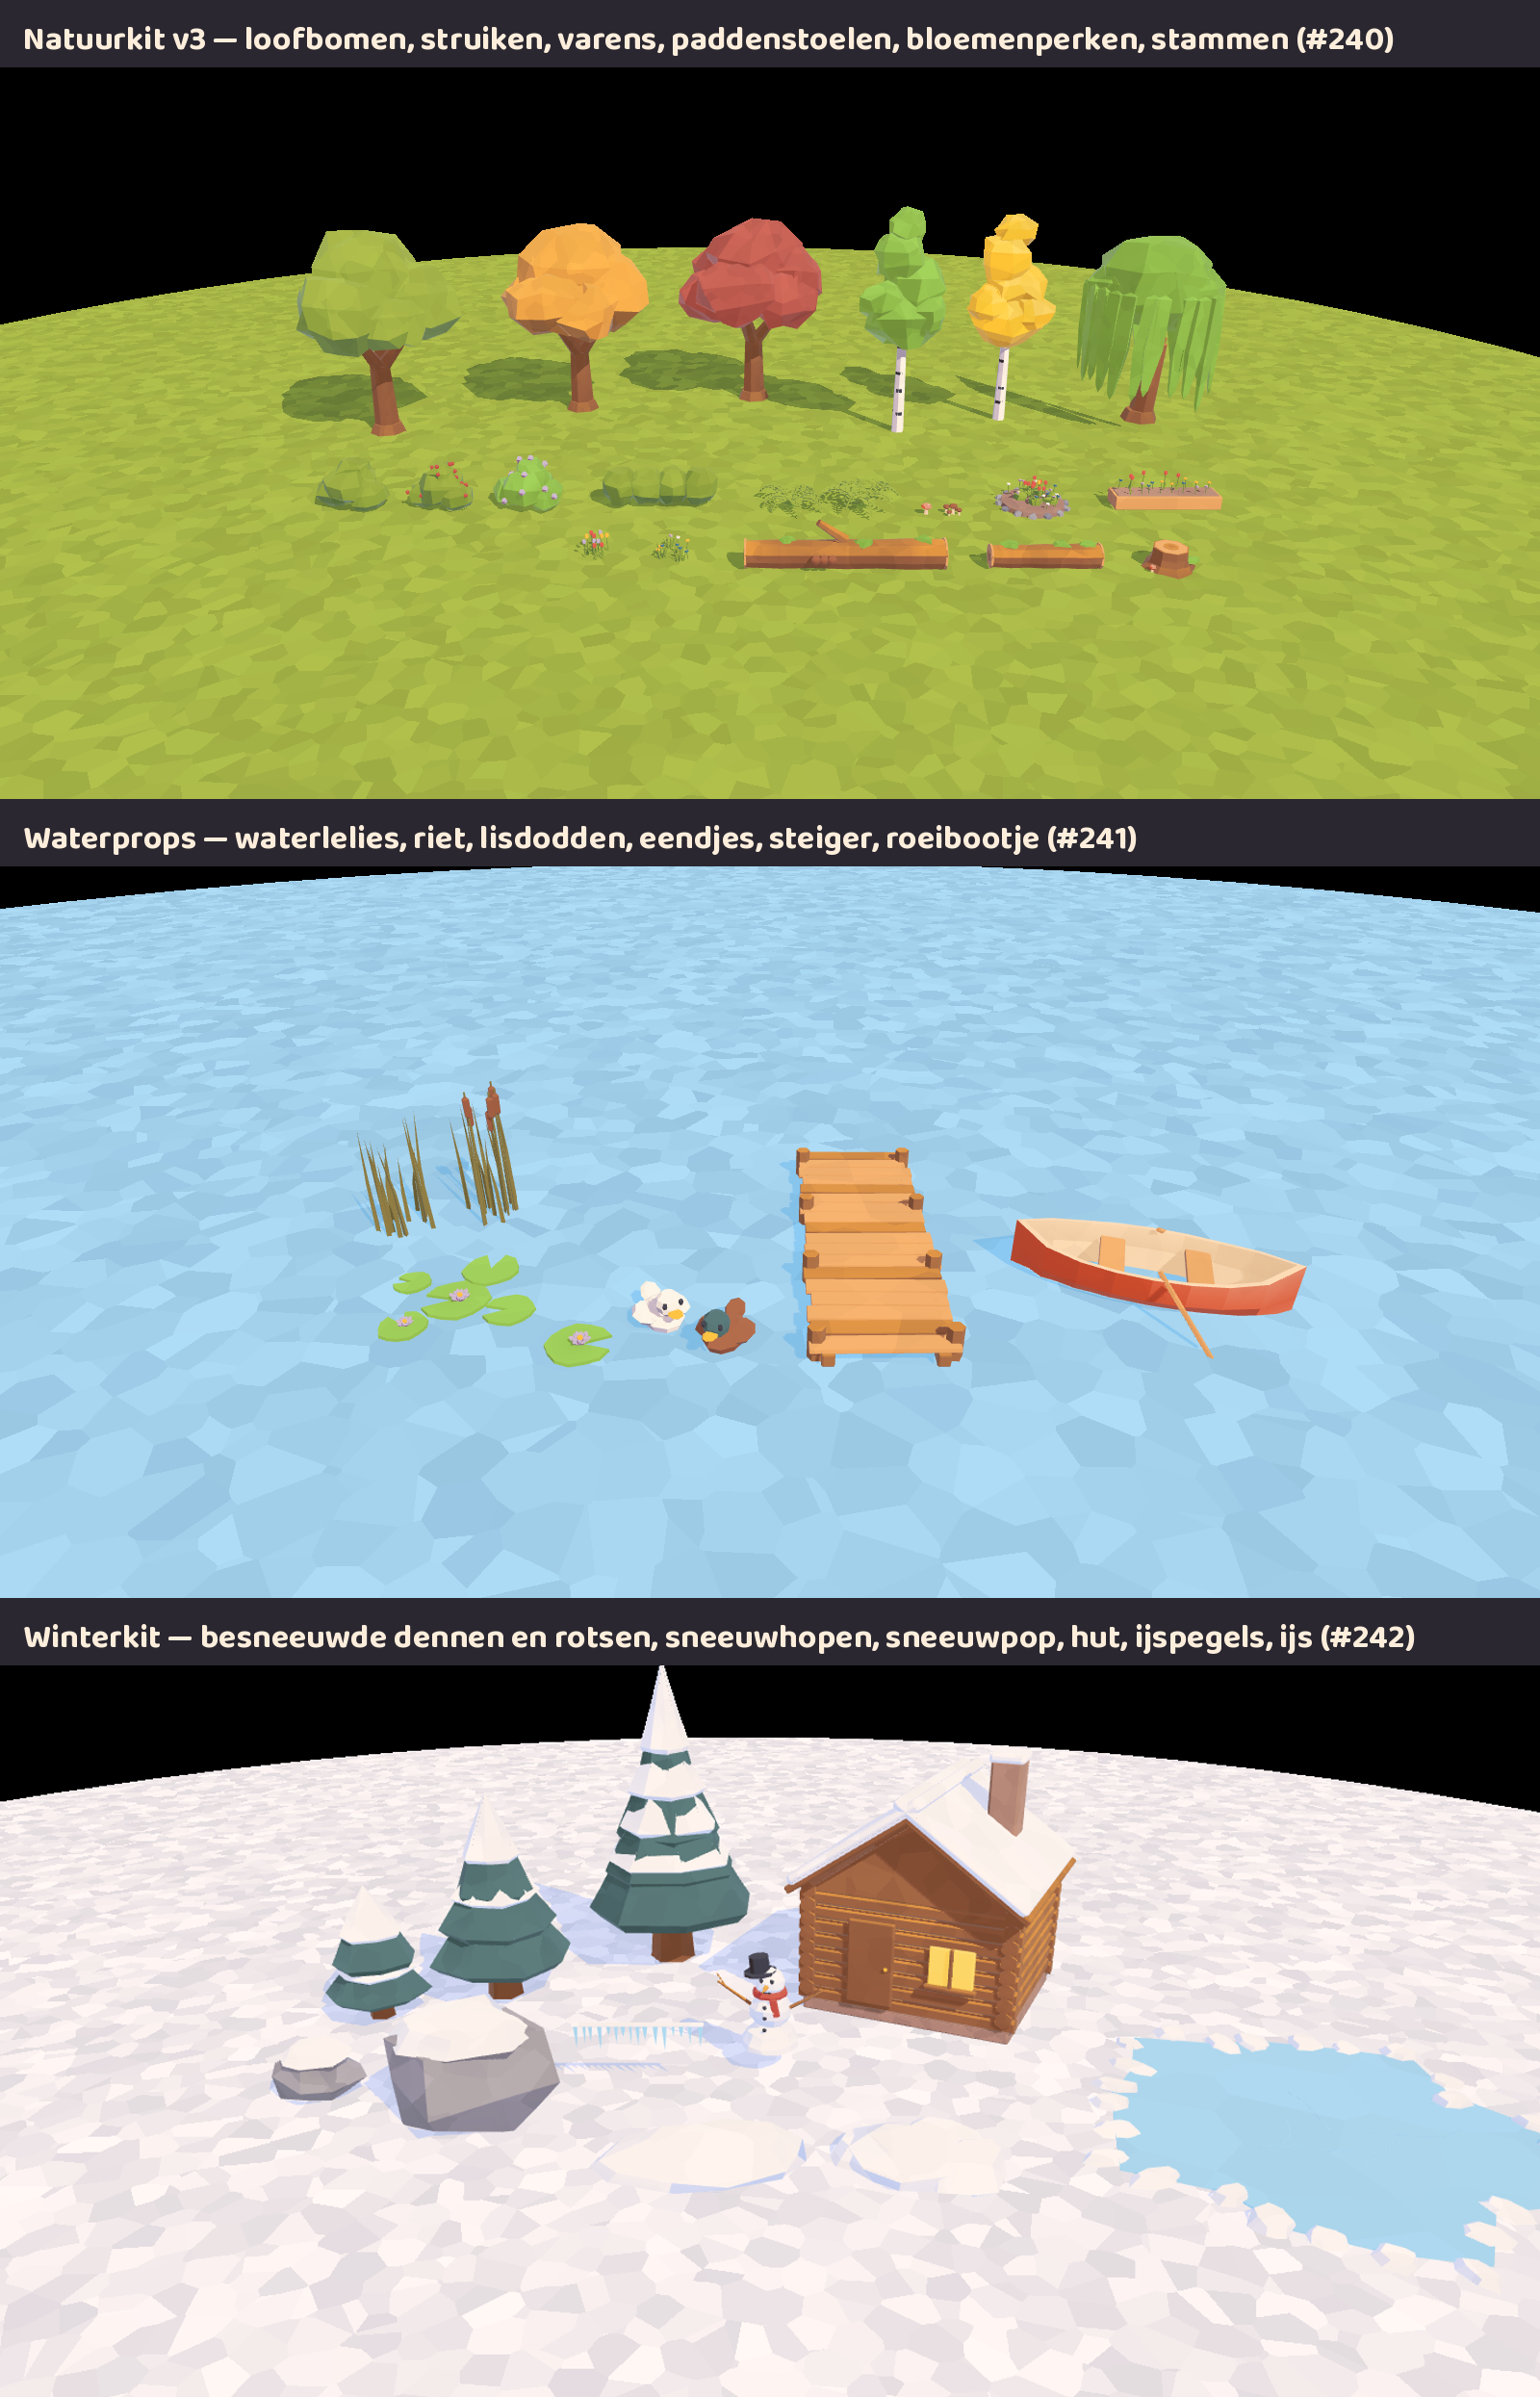 Natuurkit v3 — loofbomen, struiken, varens, paddenstoelen, bloemenperken, stammen (#240)
Waterprops — waterlelies, riet, lisdodden, eendjes, steiger, roeibootje (#241)
Winterkit — besneeuwde dennen en rotsen, sneeuwhopen, sneeuwpop, hut, ijspegels, ijs (#242)